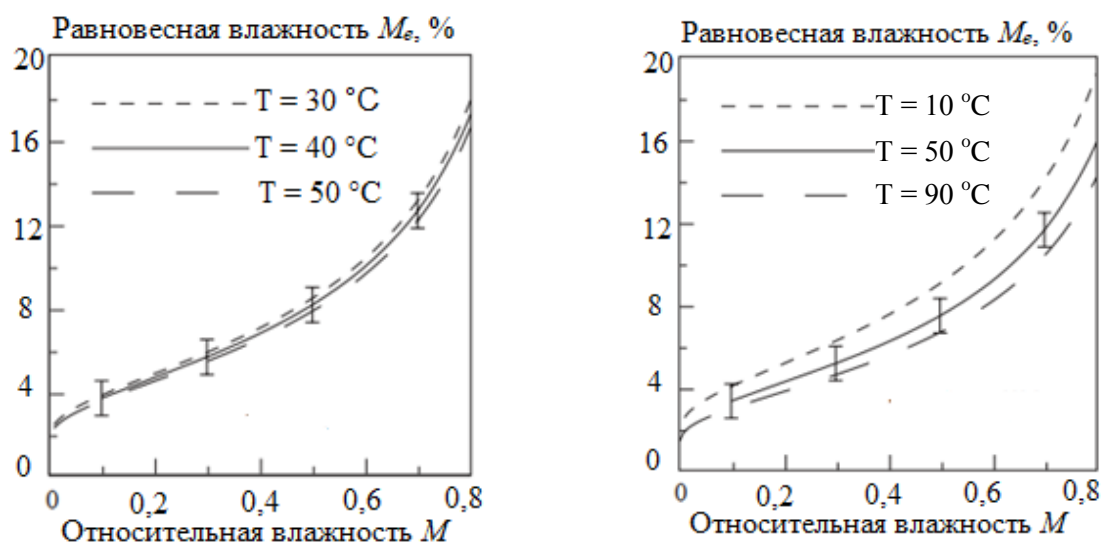 Равновесная влажность Mₑ, %
20
16
12
8
4
0
T = 30 °C
T = 40 °C
T = 50 °C
0
0,2
0,4
0,6
0,8
Относительная влажность M
Равновесная влажность Mₑ, %
20
16
12
8
4
0
T = 10 °C
T = 50 °C
T = 90 °C
0
0,2
0,4
0,6
0,8
Относительная влажность M